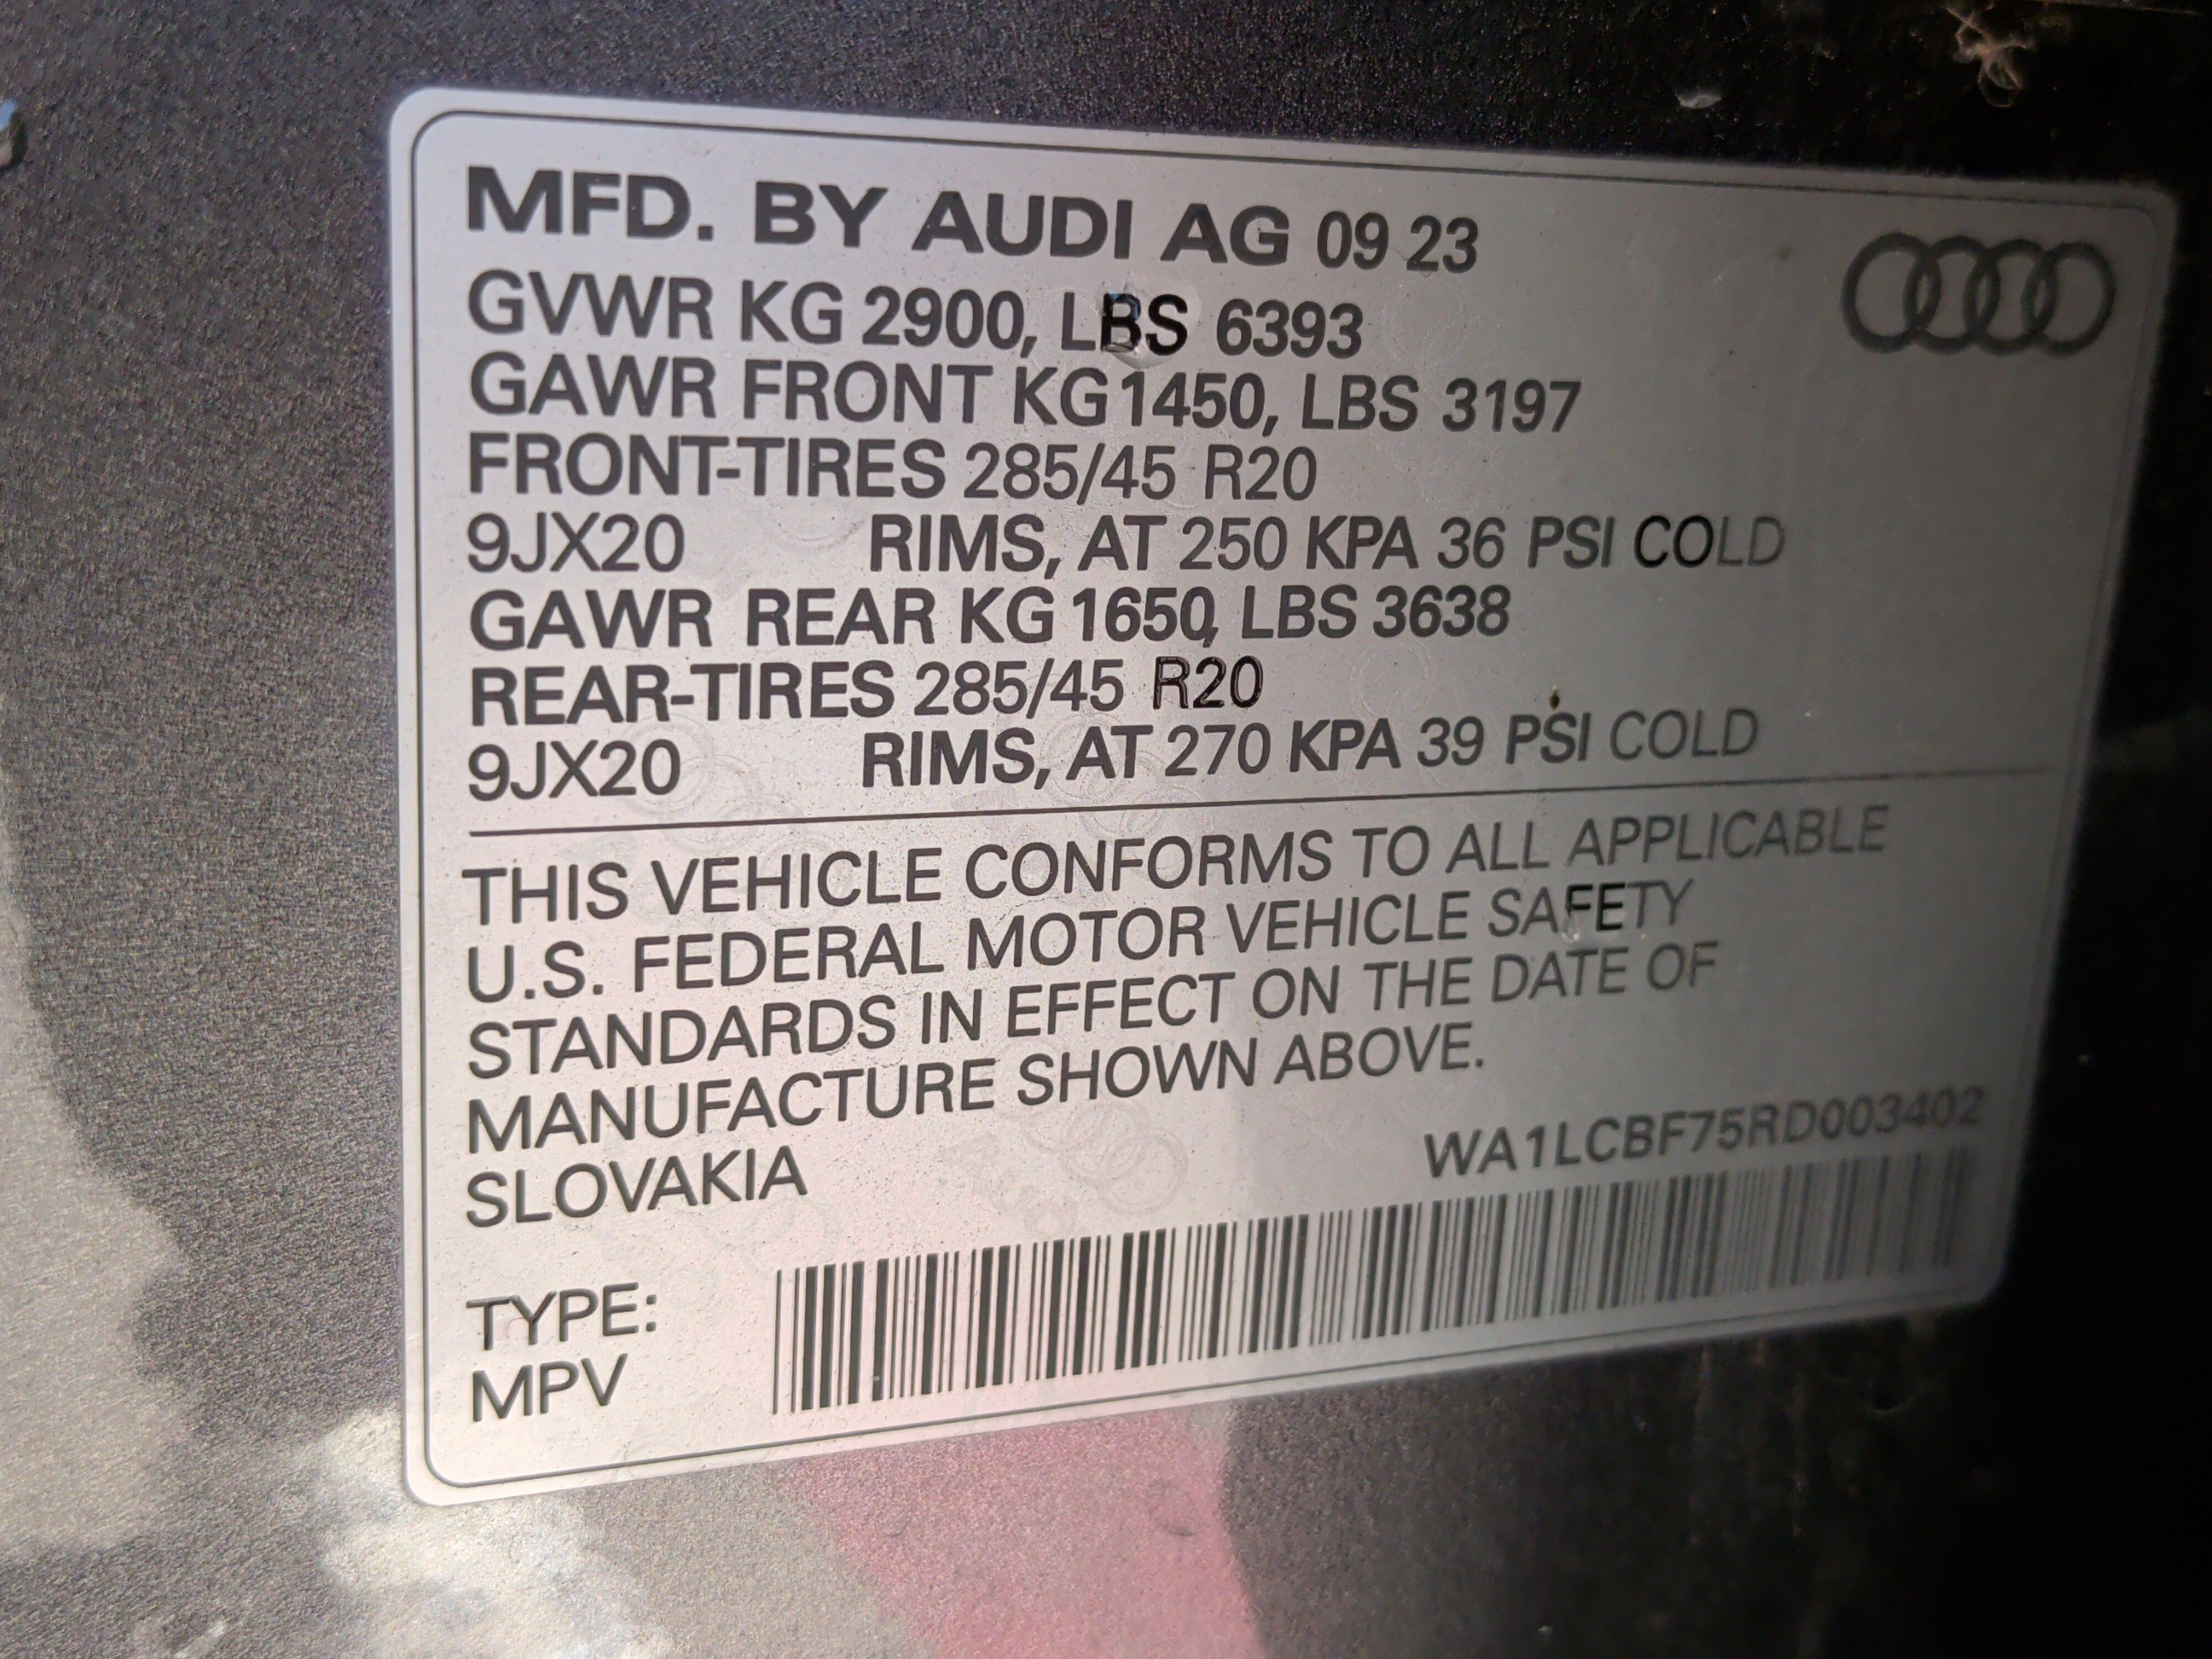 MFD. BY AUDI AG 09 23
GVWR KG 2900, LBS 6393
GAWR FRONT KG 1450, LBS 3197
FRONT-TIRES 285/45 R20
9JX20 RIMS, AT 250 KPA 36 PSI COLD
GAWR REAR KG 1650, LBS 3638
REAR-TIRES 285/45 R20
9JX20 RIMS, AT 270 KPA 39 PSI COLD
THIS VEHICLE CONFORMS TO ALL APPLICABLE
U.S. FEDERAL MOTOR VEHICLE SAFETY
STANDARDS IN EFFECT ON THE DATE OF
MANUFACTURE SHOWN ABOVE.
SLOVAKIA
WA1LCBF75RD003402
TYPE:
MPV